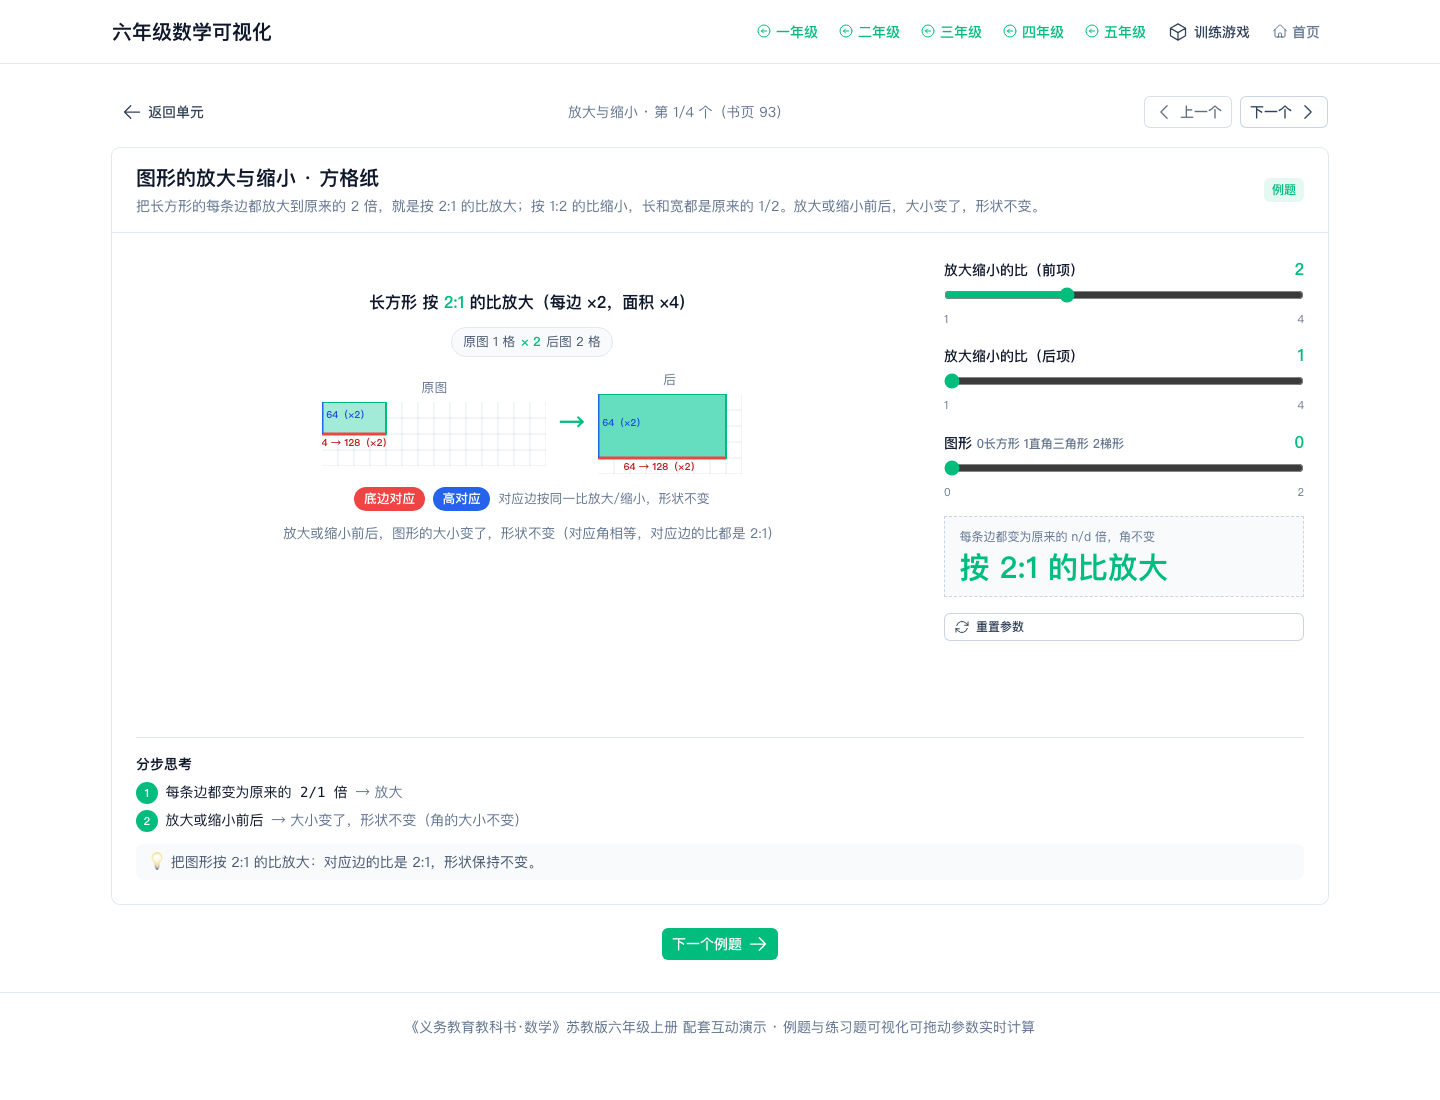 六年级数学可视化
一年级 二年级 三年级 四年级 五年级 训练游戏 首页
返回单元
放大与缩小 · 第 1/4 个（书页 93）
上一个 下一个
图形的放大与缩小 · 方格纸
例题
把长方形的每条边都放大到原来的 2 倍，就是按 2:1 的比放大；按 1:2 的比缩小，长和宽都是原来的 1/2。放大或缩小前后，大小变了，形状不变。
长方形 按 2:1 的比放大（每边 ×2，面积 ×4）
原图 1 格 × 2 后图 2 格
原图
64（×2）
4 → 128（×2）
后
64（×2）
64 → 128（×2）
底边对应 高对应 对应边按同一比放大/缩小，形状不变
放大或缩小前后，图形的大小变了，形状不变（对应角相等，对应边的比都是 2:1）
放大缩小的比（前项） 2
1 4
放大缩小的比（后项） 1
1 4
图形 0长方形 1直角三角形 2梯形 0
0 2
每条边都变为原来的 n/d 倍，角不变
按 2:1 的比放大
重置参数
分步思考
1 每条边都变为原来的 2/1 倍 → 放大
2 放大或缩小前后 → 大小变了，形状不变（角的大小不变）
💡 把图形按 2:1 的比放大：对应边的比是 2:1，形状保持不变。
下一个例题 →
《义务教育教科书·数学》苏教版六年级上册 配套互动演示 · 例题与练习题可视化可拖动参数实时计算